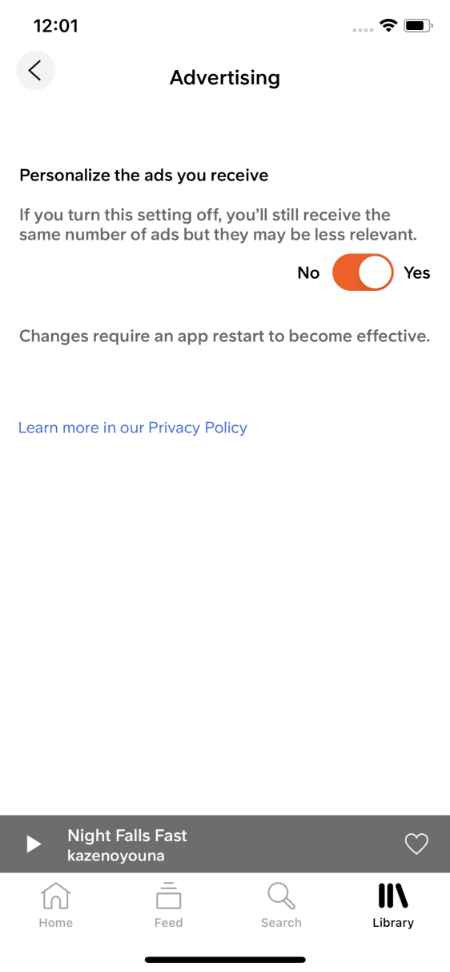 12:01
Advertising
Personalize the ads you receive
If you turn this setting off, you’ll still receive the
same number of ads but they may be less relevant.
No Yes
Changes require an app restart to become effective.
Learn more in our Privacy Policy
Night Falls Fast
kazenoyouna
Home Feed Search Library